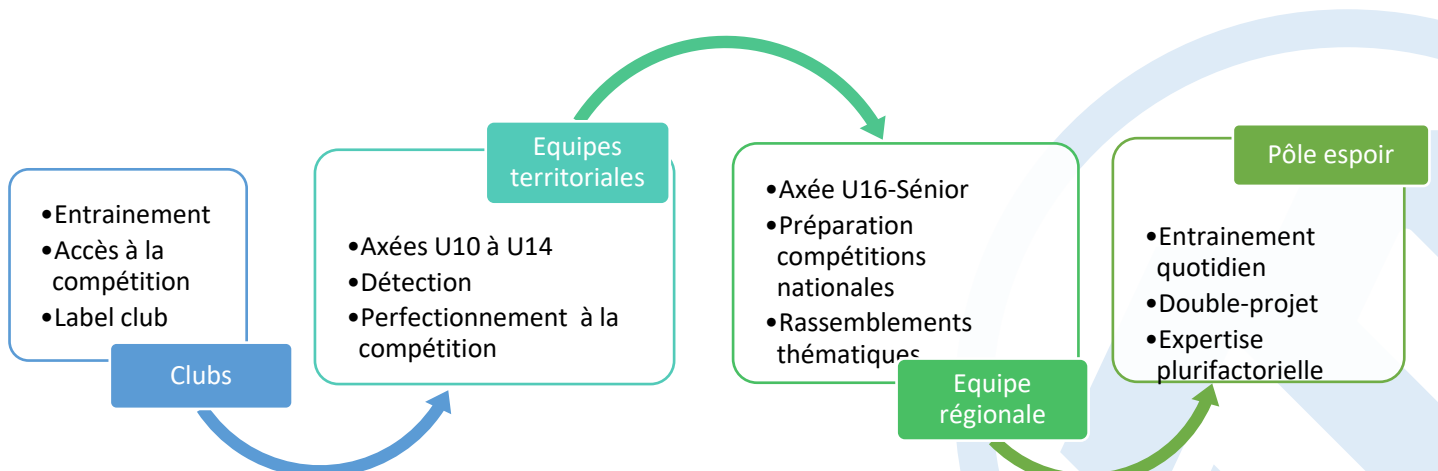 •Entrainement
•Accès à la
compétition
•Label club
Clubs
Equipes
territoriales
•Axées U10 à U14
•Détection
•Perfectionnement à la
compétition
•Axée U16-Sénior
•Préparation
compétitions
nationales
•Rassemblements
thématiques
Equipe
régionale
Pôle espoir
•Entrainement
quotidien
•Double-projet
•Expertise
plurifactorielle